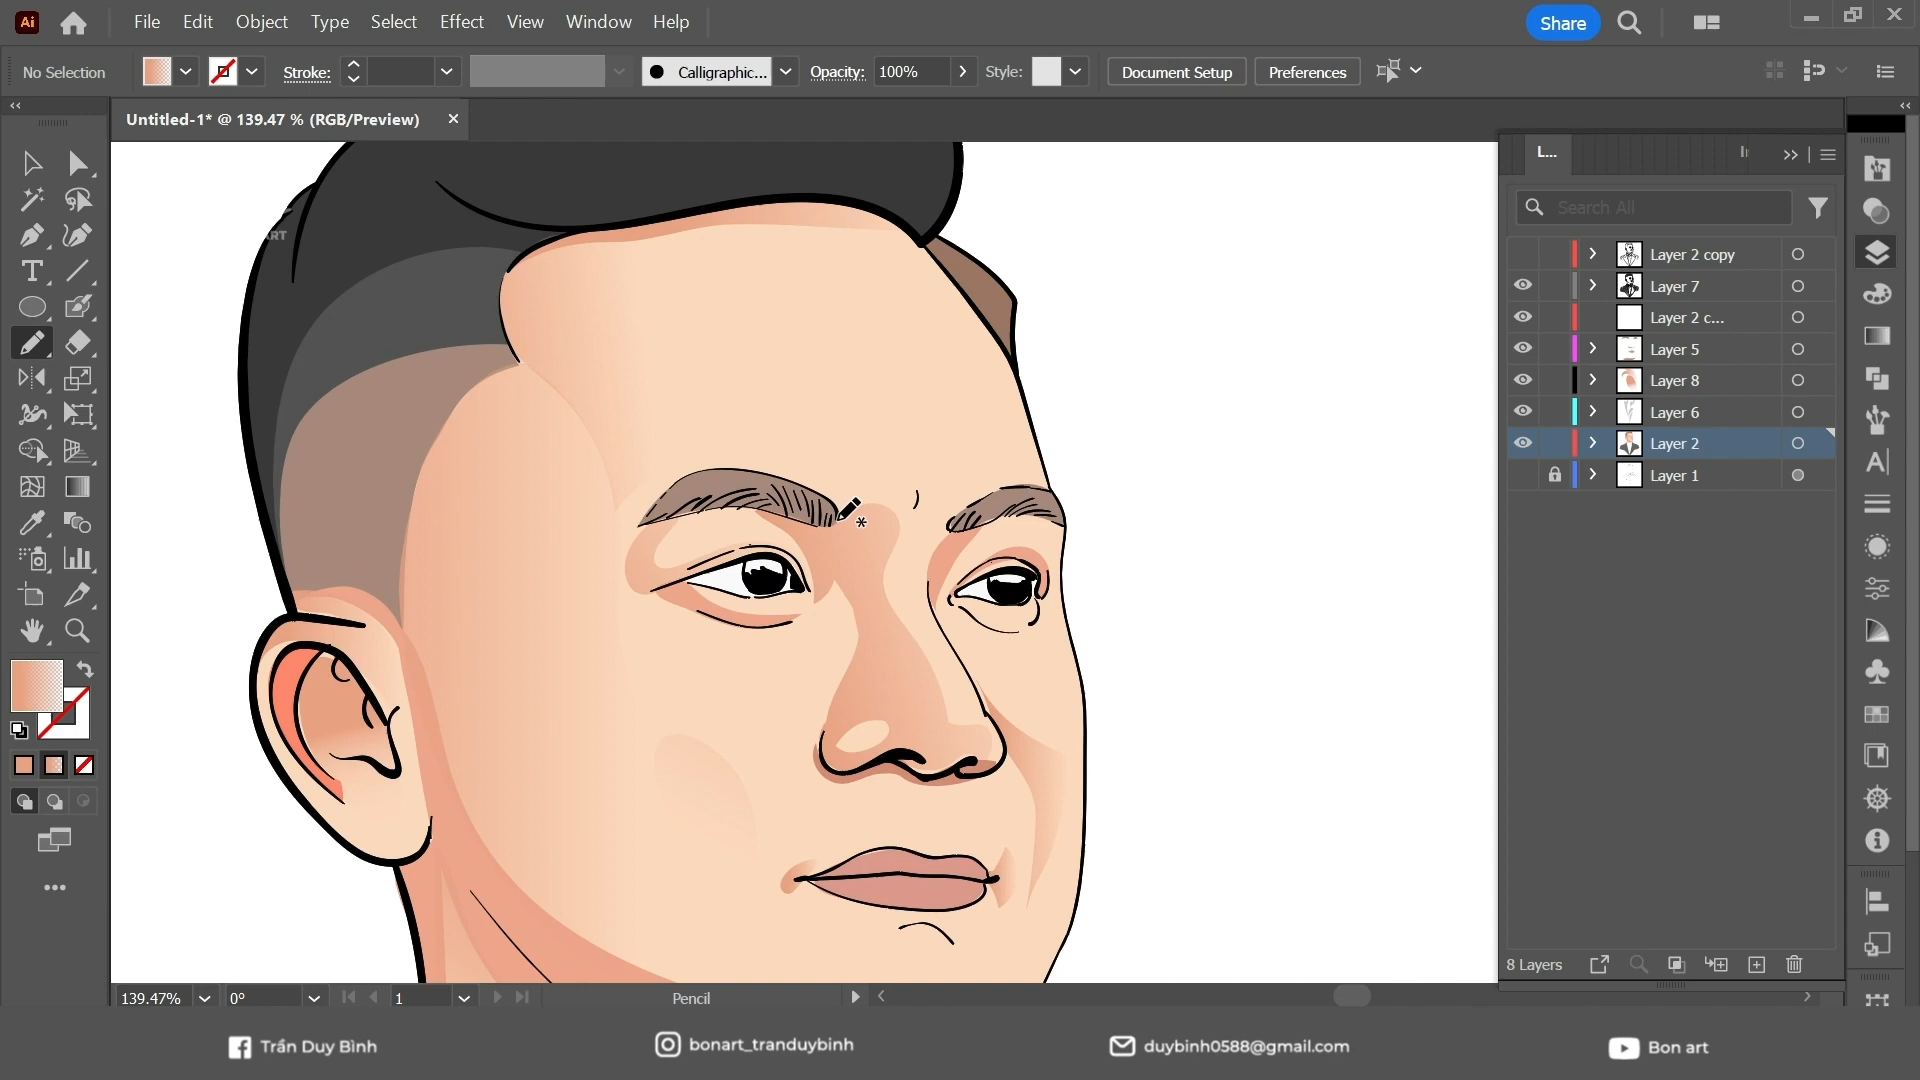 Ai File Edit Object Type Select Effect View Window Help Share
No Selection Stroke: Calligraphic... Opacity: 100% Style: Document Setup Preferences
Untitled-1* @ 139.47 % (RGB/Preview)
L...
Search All
Layer 2 copy
Layer 7
Layer 2 c...
Layer 5
Layer 8
Layer 6
Layer 2
Layer 1
8 Layers
139.47% 0° 1 Pencil
Trần Duy Bình bonart_tranduybinh duybinh0588@gmail.com Bon art